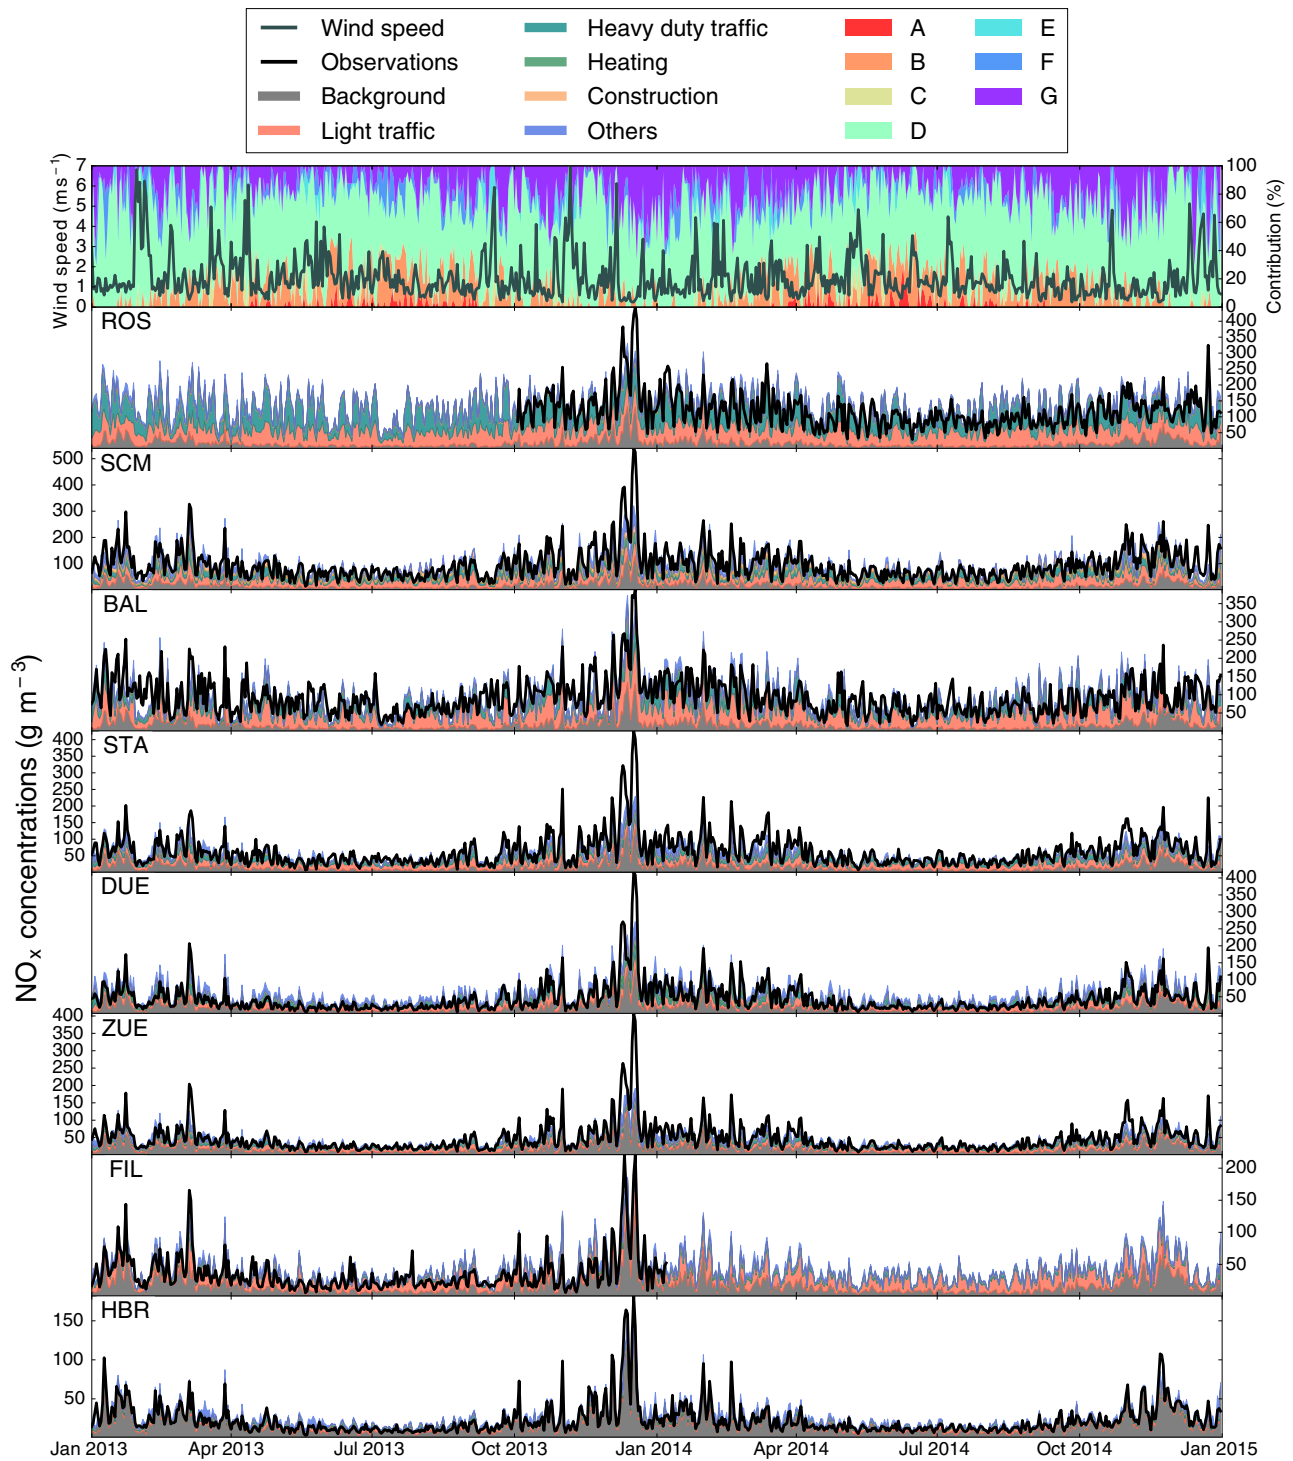 Wind speed
Observations
Background
Light traffic
Heavy duty traffic
Heating
Construction
Others
A
B
C
D
E
F
G
Wind speed (ms⁻¹)
7
6
5
4
3
2
1
0
100
80
60
40
20
0
Contribution (%)
NOₓ concentrations (g m⁻³)
ROS
400
350
300
250
200
150
100
50
SCM
500
400
300
200
100
BAL
350
300
250
200
150
100
50
STA
400
350
300
250
200
150
100
50
DUE
400
350
300
250
200
150
100
50
ZUE
400
350
300
250
200
150
100
50
FIL
200
150
100
50
HBR
150
100
50
Jan 2013 Apr 2013 Jul 2013 Oct 2013 Jan 2014 Apr 2014 Jul 2014 Oct 2014 Jan 2015